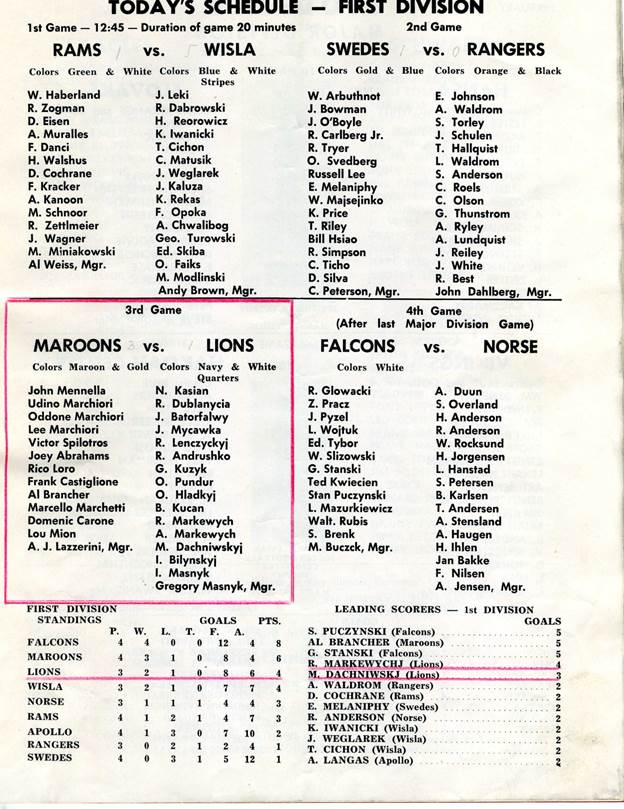 TODAY'S SCHEDULE — FIRST DIVISION
1st Game — 12:45 — Duration of game 20 minutes
RAMS 1 vs. 5 WISLA
Colors Green & White Colors Blue & White
Stripes
W. Haberland J. Leki
R. Zogman R. Dabrowski
D. Eisen H. Reorowicz
A. Muralles K. Iwanicki
F. Danci T. Cichon
H. Walshus C. Matusik
D. Cochrane J. Weglarek
F. Kracker J. Kaluza
A. Kanoon K. Rekas
M. Schnoor F. Opoka
R. Zettlmeier A. Chwalibog
J. Wagner Geo. Turowski
M. Miniakowski Ed. Skiba
Al Weiss, Mgr. O. Faiks
M. Modlinski
Andy Brown, Mgr.
2nd Game
SWEDES 1 vs. 0 RANGERS
Colors Gold & Blue Colors Orange & Black
W. Arbuthnot E. Johnson
J. Bowman A. Waldrom
J. O'Boyle S. Torley
R. Carlberg Jr. J. Schulen
R. Tryer T. Hallquist
O. Svedberg L. Waldrom
Russell Lee S. Anderson
E. Melaniphy C. Roels
W. Majsejinko C. Olson
K. Price G. Thunstrom
T. Riley A. Ryley
Bill Hsiao A. Lundquist
R. Simpson J. Reiley
C. Ticho J. White
D. Silva R. Best
C. Peterson, Mgr. John Dahlberg, Mgr.
3rd Game
MAROONS 3 vs. 1 LIONS
Colors Maroon & Gold Colors Navy & White
Quarters
John Mennella N. Kasian
Udino Marchiori R. Dublanycia
Oddone Marchiori J. Batorfalwy
Lee Marchiori J. Mycawka
Victor Spilotros R. Lenczyckyj
Joey Abrahams R. Andrushko
Rico Loro G. Kuzyk
Frank Castiglione O. Pundur
Al Brancher O. Hladkyj
Marcello Marchetti B. Kucan
Domenic Carone R. Markewych
Lou Mion A. Markewych
A. J. Lazzerini, Mgr. M. Dachniwskyj
I. Bilynskyj
I. Masnyk
Gregory Masnyk, Mgr.
4th Game
(After last Major Division Game)
FALCONS vs. NORSE
Colors White
R. Glowacki A. Duun
Z. Pracz S. Overland
J. Pyzel H. Anderson
L. Wojtuk R. Anderson
Ed. Tybor W. Rocksund
W. Slizowski H. Jorgensen
G. Stanski L. Hanstad
Ted Kwiecien S. Petersen
Stan Puczynski B. Karlsen
L. Mazurkiewicz T. Andersen
Walt. Rubis A. Stensland
S. Brenk A. Haugen
M. Buczck, Mgr. H. Ihlen
Jan Bakke
F. Nilsen
A. Jensen, Mgr.
FIRST DIVISION
STANDINGS GOALS PTS.
P. W. L. T. F. A.
FALCONS 4 4 0 0 12 4 8
MAROONS 4 3 1 0 8 4 6
LIONS 3 2 1 0 8 6 4
WISLA 3 2 1 0 7 7 4
NORSE 3 1 1 1 4 4 3
RAMS 4 1 2 1 4 7 3
APOLLO 4 1 3 0 7 10 2
RANGERS 3 0 2 1 2 4 1
SWEDES 4 0 3 1 5 12 1
LEADING SCORERS — 1st DIVISION
GOALS
S. PUCZYNSKI (Falcons) 5
AL BRANCHER (Maroons) 5
G. STANSKI (Falcons) 5
R. MARKEWYCHJ (Lions) 4
M. DACHNIWSKJ (Lions) 3
A. WALDROM (Rangers) 2
D. COCHRANE (Rams) 2
E. MELANIPHY (Swedes) 2
R. ANDERSON (Norse) 2
K. IWANICKI (Wisla) 2
J. WEGLAREK (Wisla) 2
T. CICHON (Wisla) 2
A. LANGAS (Apollo) 2